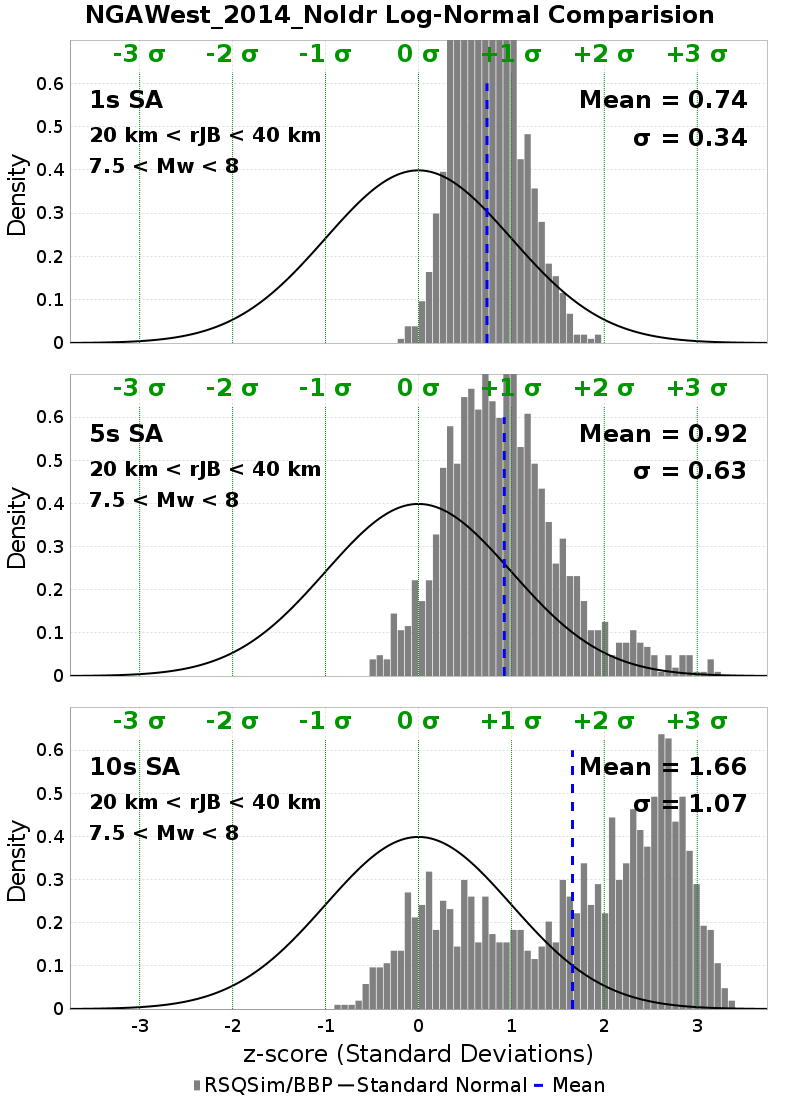 NGAWest_2014_NoIdr Log-Normal Comparision
-3 σ -2 σ -1 σ 0 σ +1 σ +2 σ +3 σ
1s SA Mean = 0.74
20 km < rJB < 40 km σ = 0.34
7.5 < Mw < 8
Density
0.6
0.5
0.4
0.3
0.2
0.1
0
-3 σ -2 σ -1 σ 0 σ +1 σ +2 σ +3 σ
5s SA Mean = 0.92
20 km < rJB < 40 km σ = 0.63
7.5 < Mw < 8
Density
0.6
0.5
0.4
0.3
0.2
0.1
0
-3 σ -2 σ -1 σ 0 σ +1 σ +2 σ +3 σ
10s SA Mean = 1.66
20 km < rJB < 40 km σ = 1.07
7.5 < Mw < 8
Density
0.6
0.5
0.4
0.3
0.2
0.1
0
-3 -2 -1 0 1 2 3
z-score (Standard Deviations)
RSQSim/BBP Standard Normal Mean